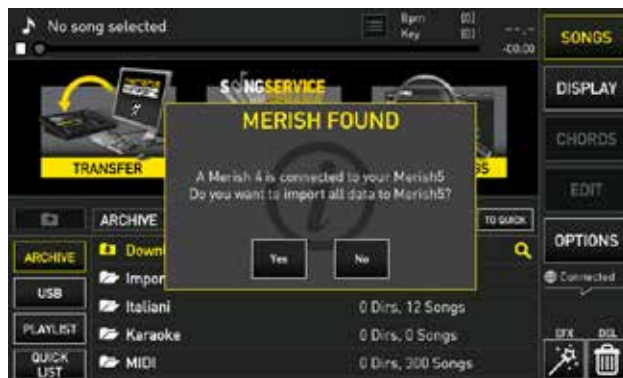 No song selected
Bpm [0]
Key [0]
--.-
-00:00
SONGS
DISPLAY
CHORDS
EDIT
OPTIONS
Connected
EFX DEL
SONGSERVICE
TRANSFER
MERISH FOUND
A Merish 4 is connected to your Merish5
Do you want to import all data to Merish5?
Yes No
ARCHIVE
TO QUICK
ARCHIVE
USB
PLAYLIST
QUICK
LIST
Italiani 0 Dirs, 12 Songs
Karaoke 0 Dirs, 0 Songs
MIDI 0 Dirs, 300 Songs